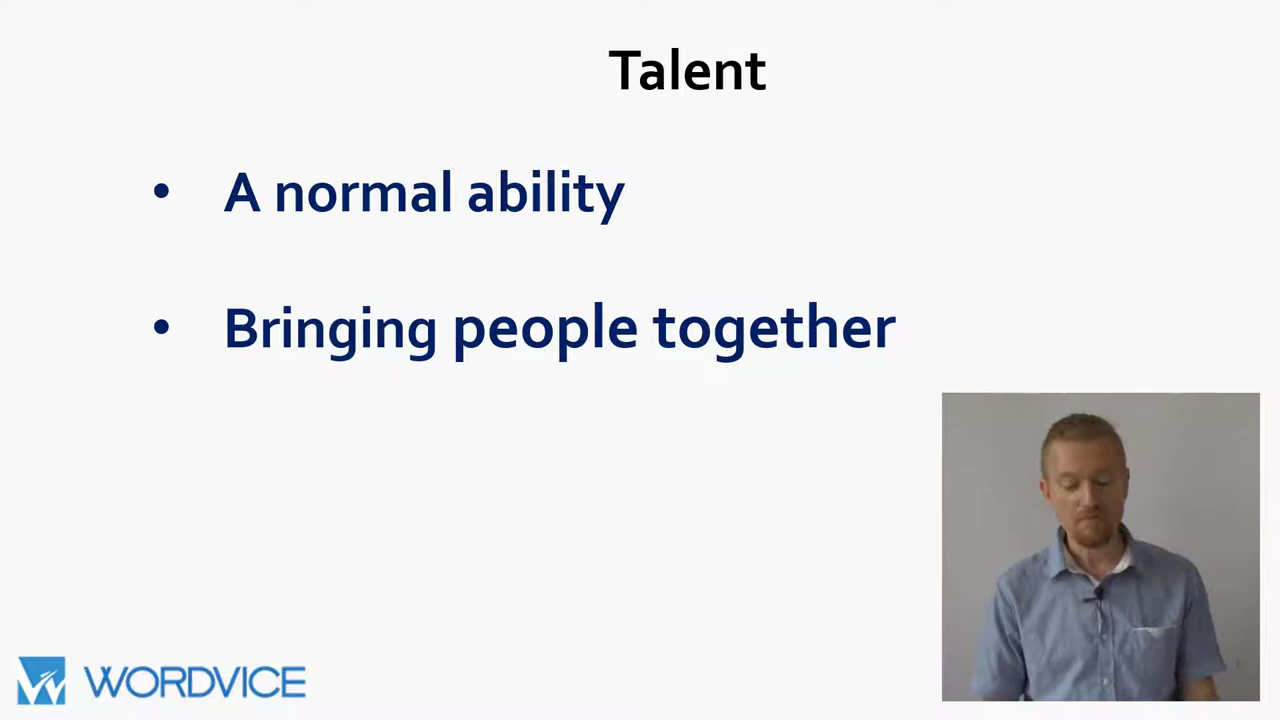 Talent
• A normal ability
• Bringing people together
WORDVICE